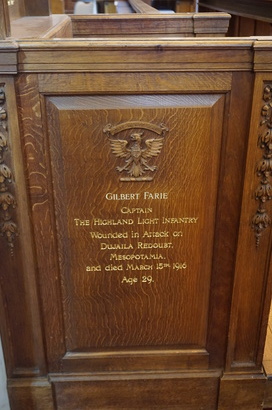 GILBERT FARIE
CAPTAIN
THE HIGHLAND LIGHT INFANTRY
Wounded in Attack on
DUJAILA REDOUBT,
MESOPOTAMIA,
and died MARCH 15TH 1916
Age 29.